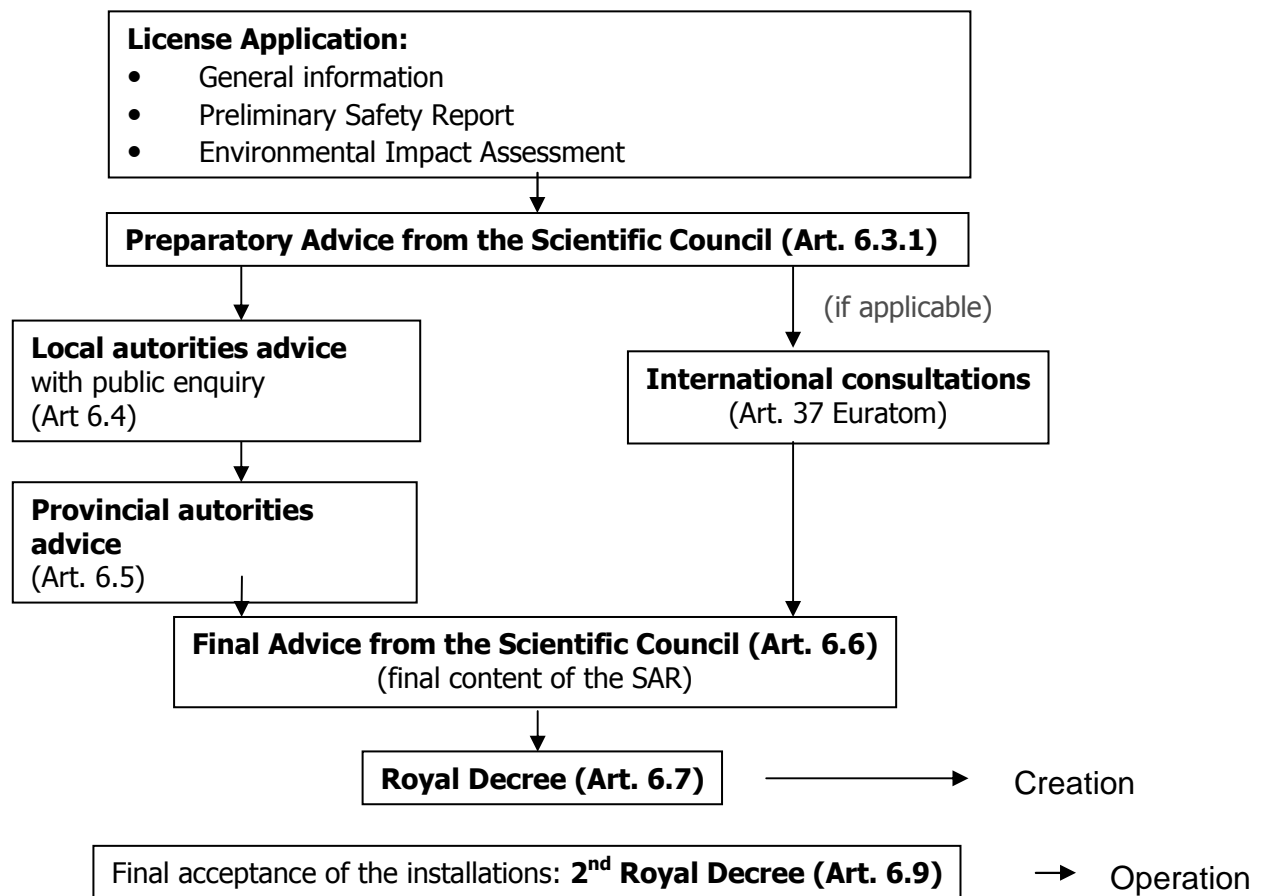 License Application:
• General information
• Preliminary Safety Report
• Environmental Impact Assessment
Preparatory Advice from the Scientific Council (Art. 6.3.1)
(if applicable)
Local autorities advice
with public enquiry
(Art 6.4)
International consultations
(Art. 37 Euratom)
Provincial autorities
advice
(Art. 6.5)
Final Advice from the Scientific Council (Art. 6.6)
(final content of the SAR)
Royal Decree (Art. 6.7)
Creation
Final acceptance of the installations: 2nd Royal Decree (Art. 6.9)
Operation